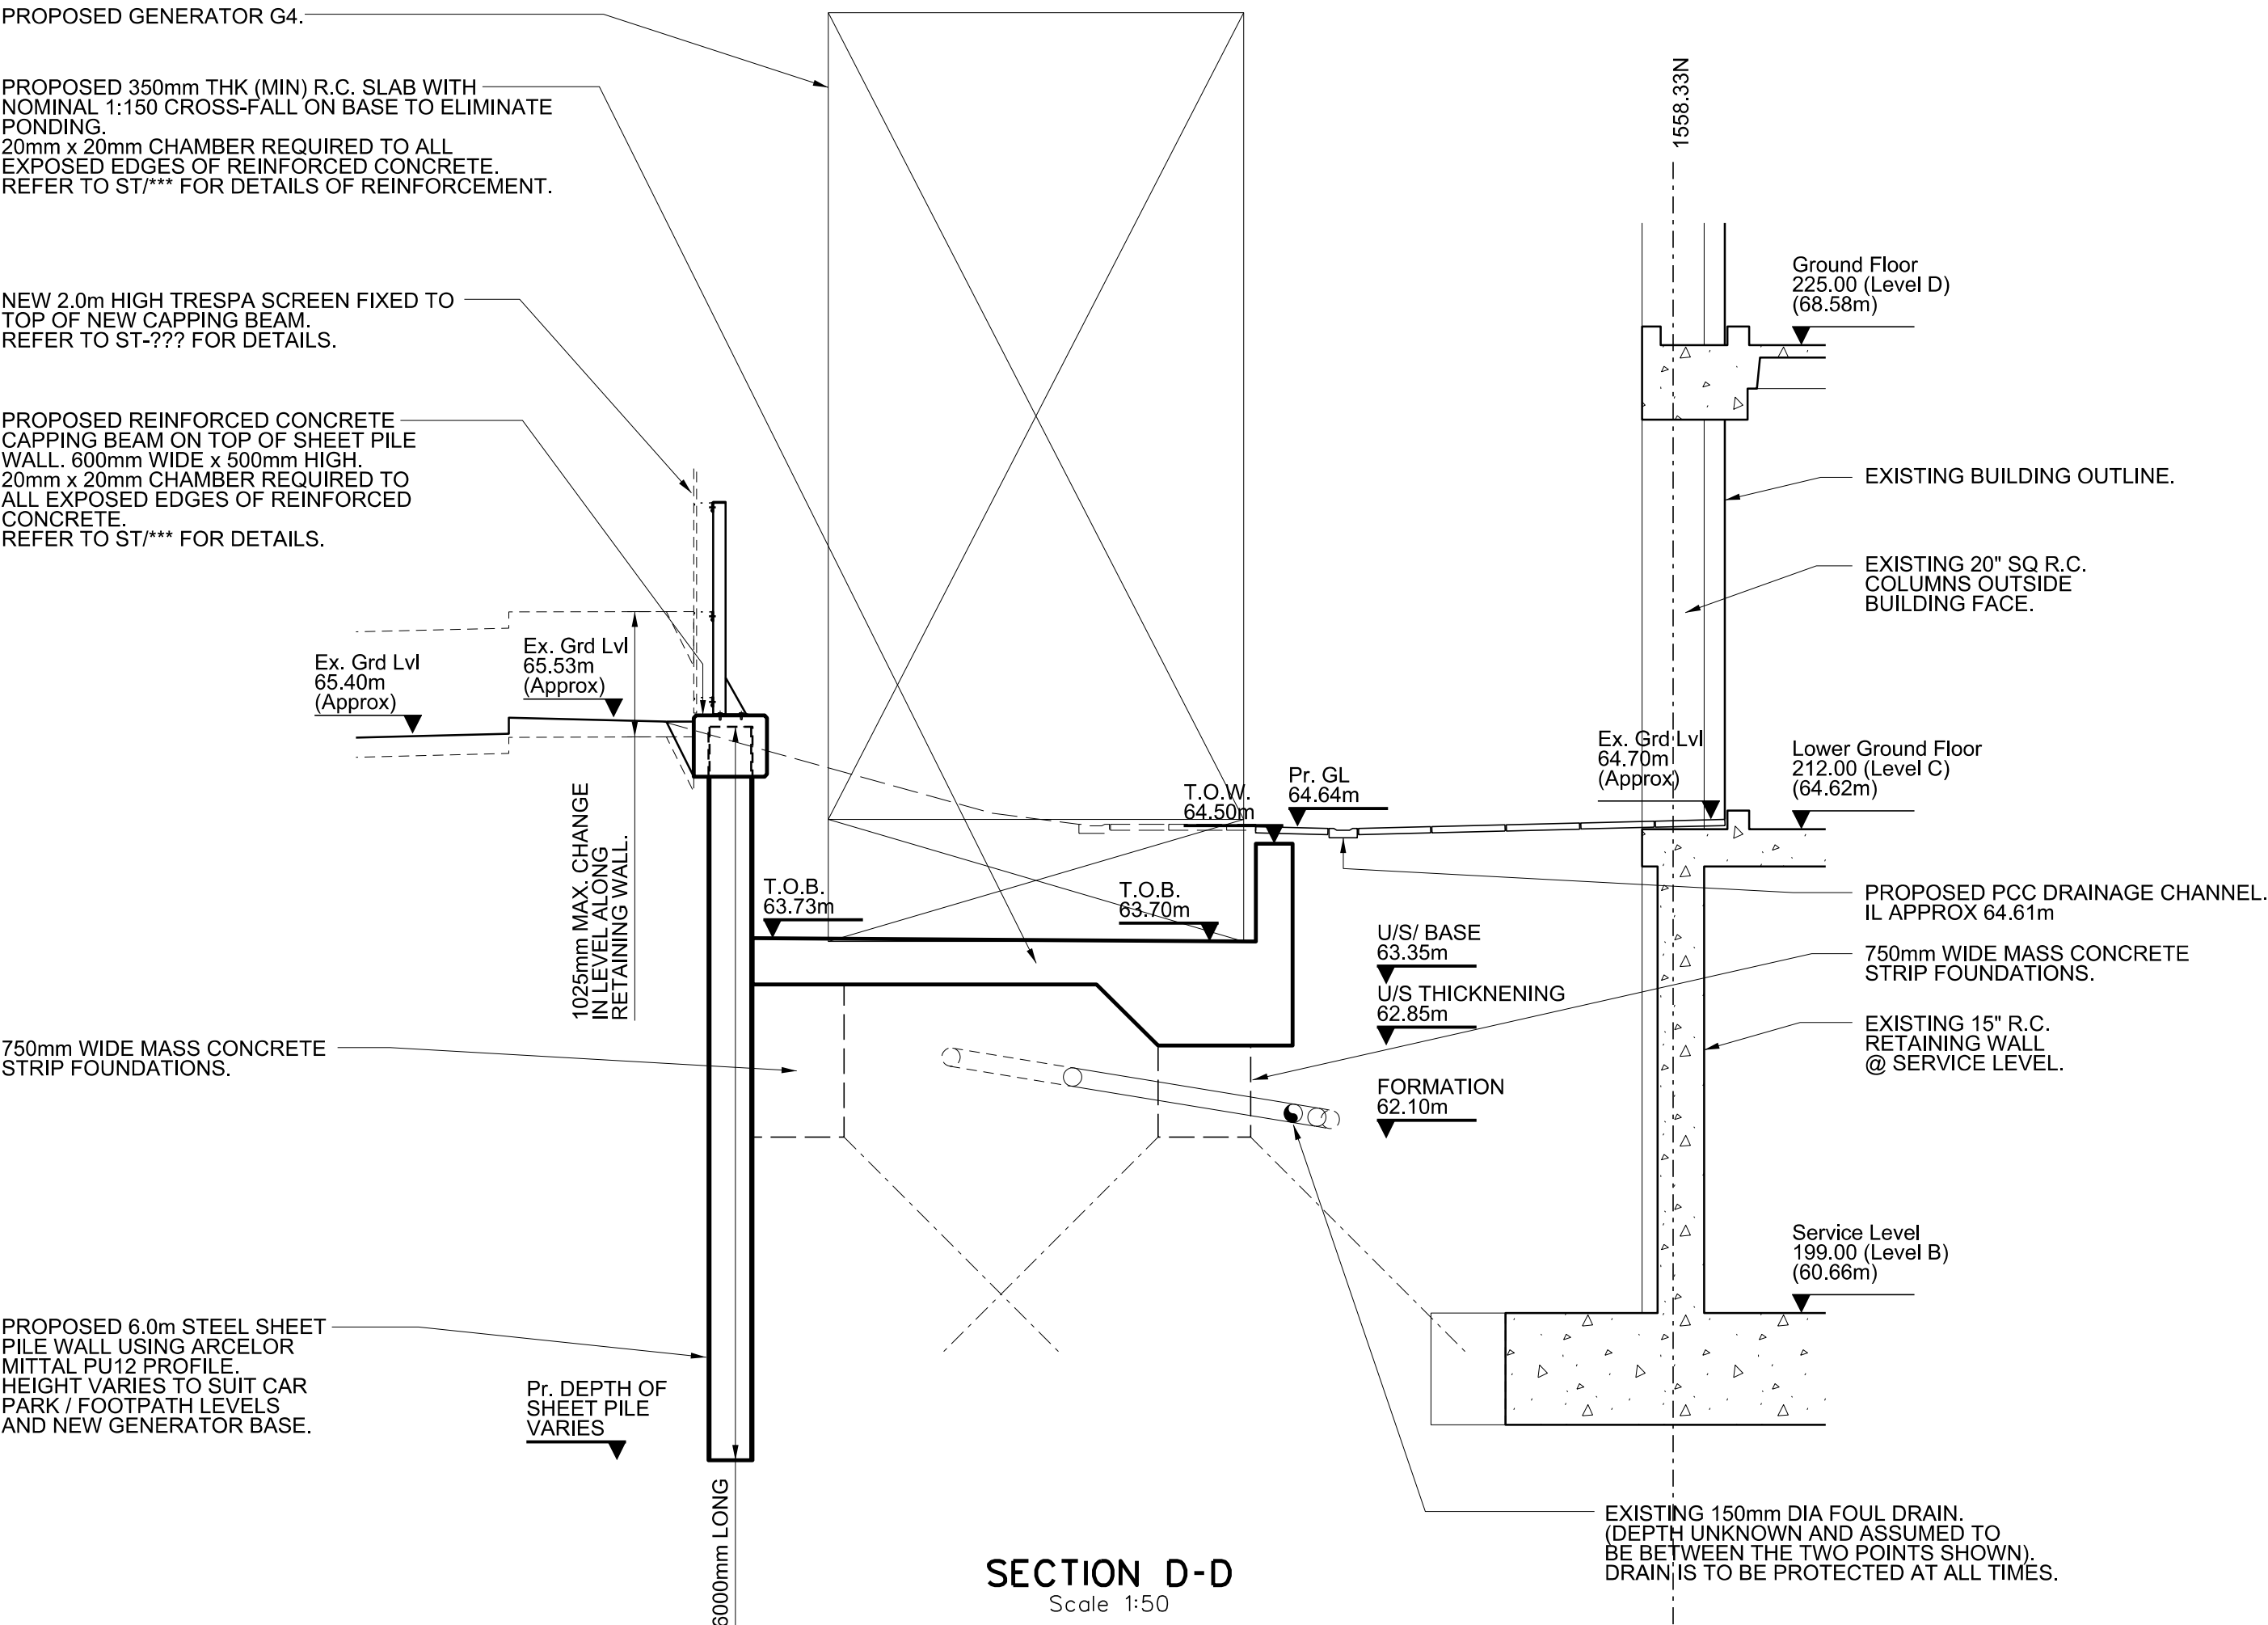 PROPOSED GENERATOR G4.
PROPOSED 350mm THK (MIN) R.C. SLAB WITH
NOMINAL 1:150 CROSS-FALL ON BASE TO ELIMINATE
PONDING.
20mm x 20mm CHAMBER REQUIRED TO ALL
EXPOSED EDGES OF REINFORCED CONCRETE.
REFER TO ST/*** FOR DETAILS OF REINFORCEMENT.
NEW 2.0m HIGH TRESPA SCREEN FIXED TO
TOP OF NEW CAPPING BEAM.
REFER TO ST-??? FOR DETAILS.
PROPOSED REINFORCED CONCRETE
CAPPING BEAM ON TOP OF SHEET PILE
WALL. 600mm WIDE x 500mm HIGH.
20mm x 20mm CHAMBER REQUIRED TO
ALL EXPOSED EDGES OF REINFORCED
CONCRETE.
REFER TO ST/*** FOR DETAILS.
Ex. Grd Lvl
65.40m
(Approx)
Ex. Grd Lvl
65.53m
(Approx)
1025mm MAX. CHANGE
IN LEVEL ALONG
RETAINING WALL.
750mm WIDE MASS CONCRETE
STRIP FOUNDATIONS.
PROPOSED 6.0m STEEL SHEET
PILE WALL USING ARCELOR
MITTAL PU12 PROFILE.
HEIGHT VARIES TO SUIT CAR
PARK / FOOTPATH LEVELS
AND NEW GENERATOR BASE.
Pr. DEPTH OF
SHEET PILE
VARIES
6000mm LONG
T.O.B.
63.73m
T.O.B.
63.70m
T.O.W.
64.50m
Pr. GL
64.64m
U/S/ BASE
63.35m
U/S THICKNENING
62.85m
FORMATION
62.10m
1558.33N
Ex. Grd Lvl
64.70m
(Approx)
Ground Floor
225.00 (Level D)
(68.58m)
EXISTING BUILDING OUTLINE.
EXISTING 20" SQ R.C.
COLUMNS OUTSIDE
BUILDING FACE.
Lower Ground Floor
212.00 (Level C)
(64.62m)
PROPOSED PCC DRAINAGE CHANNEL.
IL APPROX 64.61m
750mm WIDE MASS CONCRETE
STRIP FOUNDATIONS.
EXISTING 15" R.C.
RETAINING WALL
@ SERVICE LEVEL.
Service Level
199.00 (Level B)
(60.66m)
EXISTING 150mm DIA FOUL DRAIN.
(DEPTH UNKNOWN AND ASSUMED TO
BE BETWEEN THE TWO POINTS SHOWN).
DRAIN IS TO BE PROTECTED AT ALL TIMES.
SECTION D-D
Scale 1:50